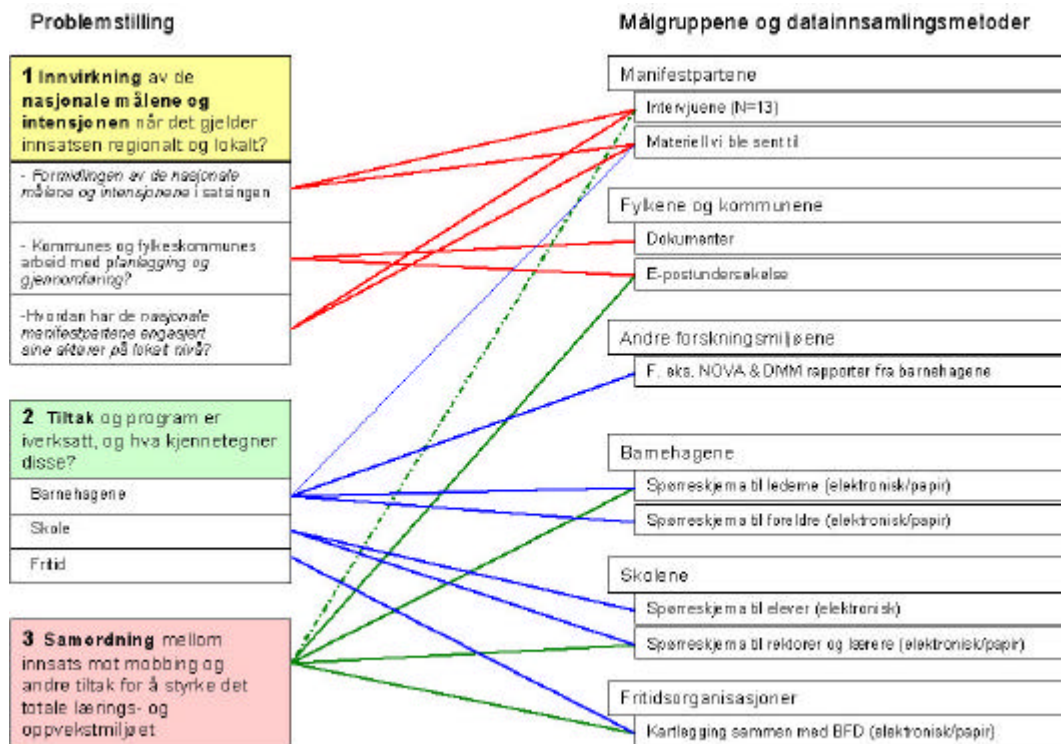 Problemstilling
1 Innvirkning av de
nasjonale målene og
intensjonen når det gjelder
innsatsen regionalt og lokalt?
- Formidlingen av de nasjonale
målene og intensjonene i satsingen
- Kommunes og fylkeskommunes
arbeid med planlegging og
gjennomføring?
-Hvordan har de nasjonale
manifestpartene engasjert
sine aktører på lokalt nivå?
2 Tiltak og program er
iverksatt, og hva kjennetegner
disse?
Barnehagene
Skole
Fritid
3 Samordning mellom
innsats mot mobbing og
andre tiltak for å styrke det
totale lærings- og
oppvekstmiljøet
Målgruppene og datainnsamlingsmetoder
Manifestpartene
Intervjuene (N=13)
Materiell vi ble sent til
Fylkene og kommunene
Dokumenter
E-postundersøkelse
Andre forskningsmiljøene
F. eks. NOVA & DMM rapporter fra barnehagene
Barnehagene
Spørreskjema til lederne (elektronisk/papir)
Spørreskjema til foreldre (elektronisk/papir)
Skolene
Spørreskjema til elever (elektronisk)
Spørreskjema til rektorer og lærere (elektronisk/papir)
Fritidsorganisasjoner
Kartlegging sammen med BFD (elektronisk/papir)